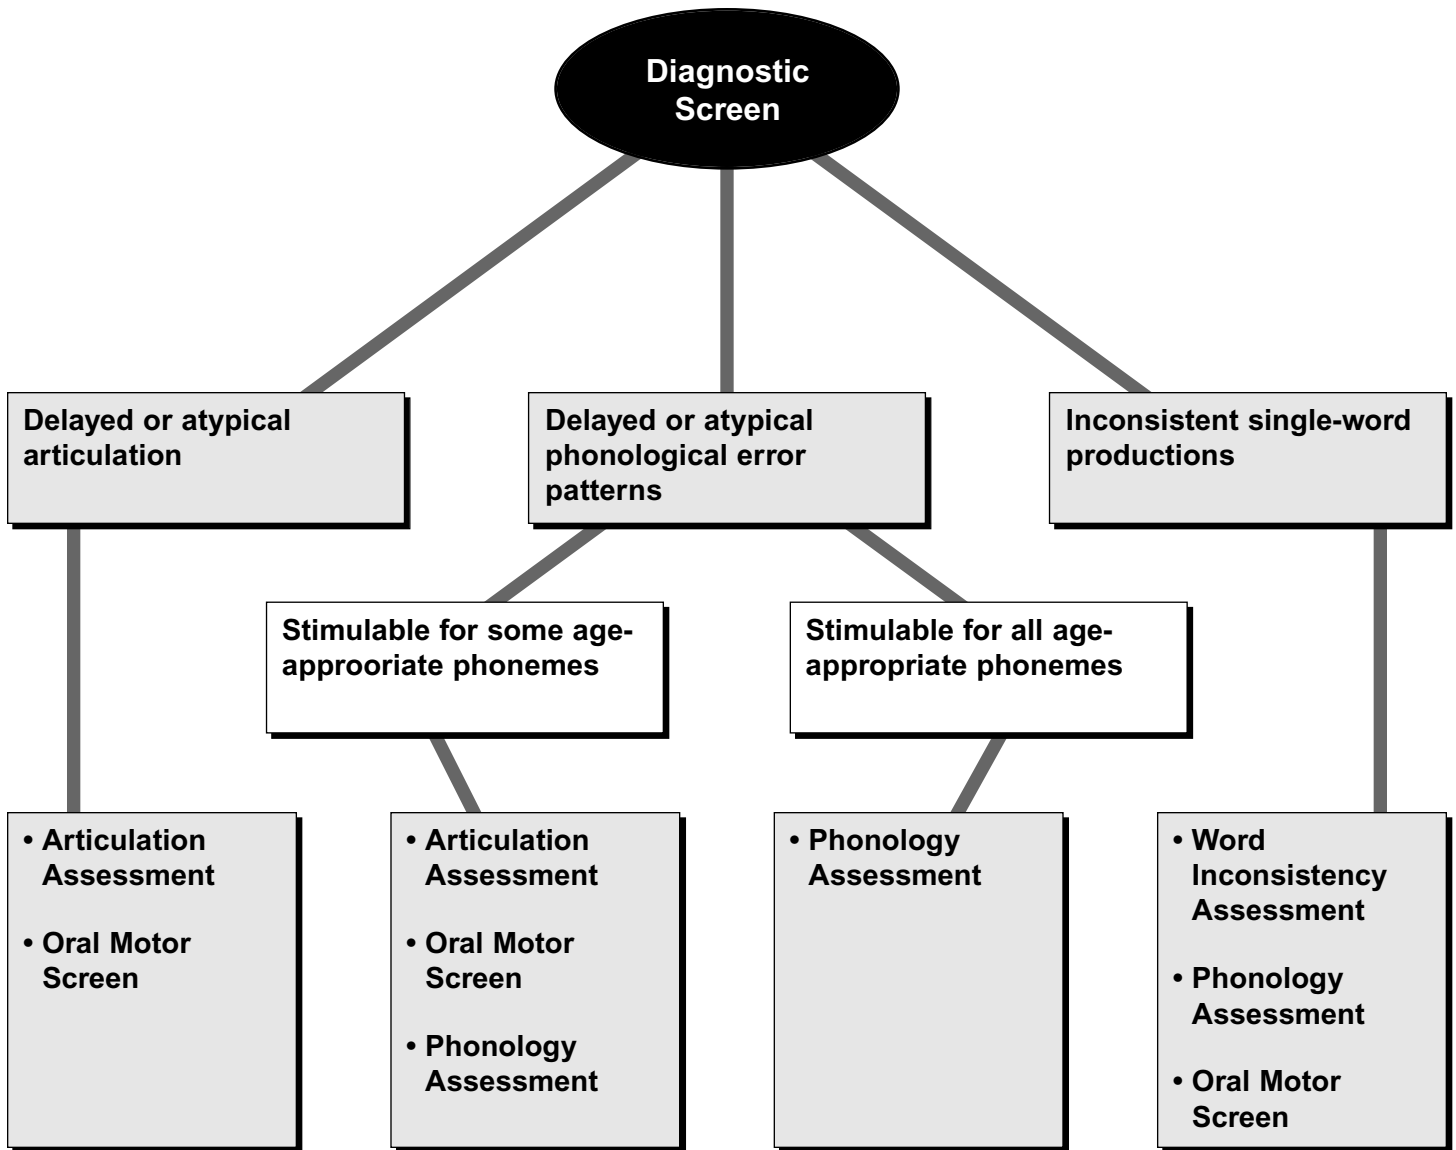 Diagnostic
Screen
Delayed or atypical
articulation
Delayed or atypical
phonological error
patterns
Inconsistent single-word
productions
Stimulable for some age-
approoriate phonemes
Stimulable for all age-
appropriate phonemes
• Articulation
Assessment
• Oral Motor
Screen
• Articulation
Assessment
• Oral Motor
Screen
• Phonology
Assessment
• Phonology
Assessment
• Word
Inconsistency
Assessment
• Phonology
Assessment
• Oral Motor
Screen